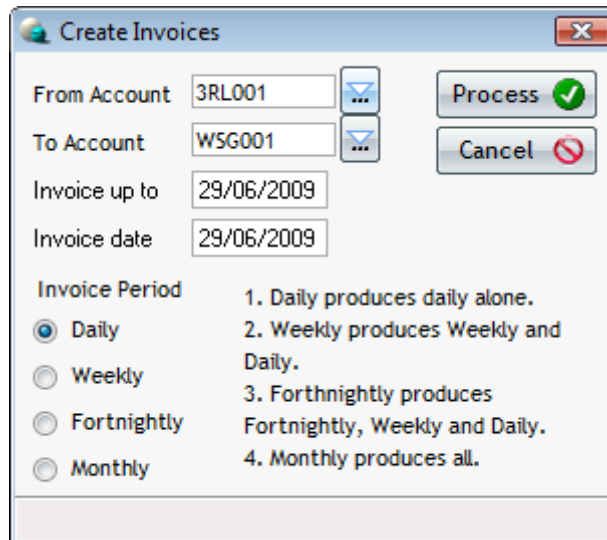 Create Invoices
From Account 3RL001 ... Process
To Account WSG001 ... Cancel
Invoice up to 29/06/2009
Invoice date 29/06/2009
Invoice Period
Daily
Weekly
Fortnightly
Monthly
1. Daily produces daily alone.
2. Weekly produces Weekly and
Daily.
3. Forthnightly produces
Fortnightly, Weekly and Daily.
4. Monthly produces all.